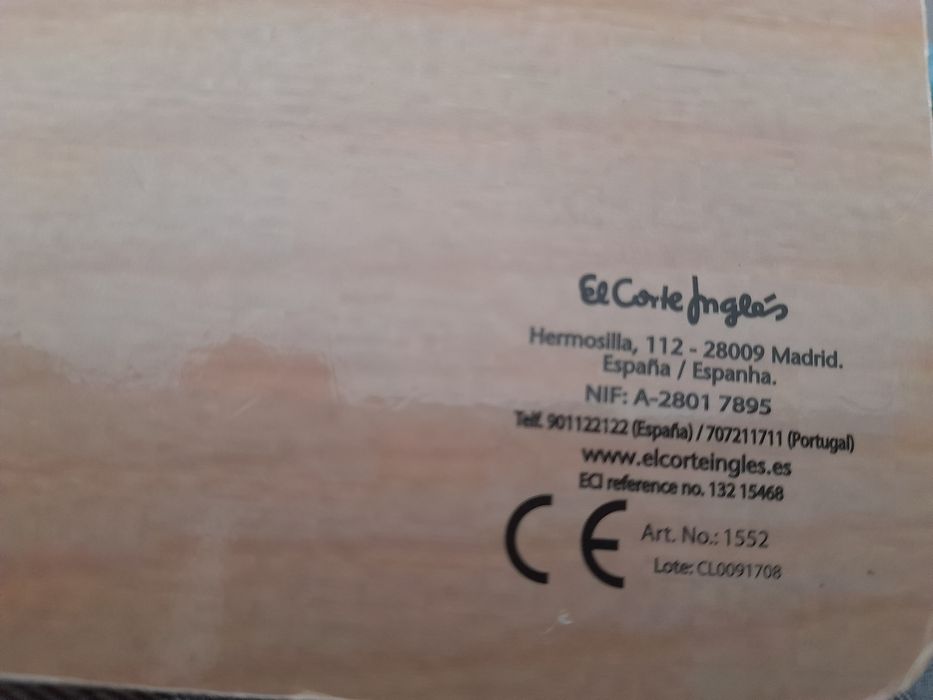 El Corte Inglés
Hermosilla, 112 - 28009 Madrid.
España / Espanha.
NIF: A-2801 7895
Telf. 901122122 (España) / 707211711 (Portugal)
www.elcorteingles.es
ECI reference no. 132 15468
CE Art. No.: 1552
Lote: CL0091708